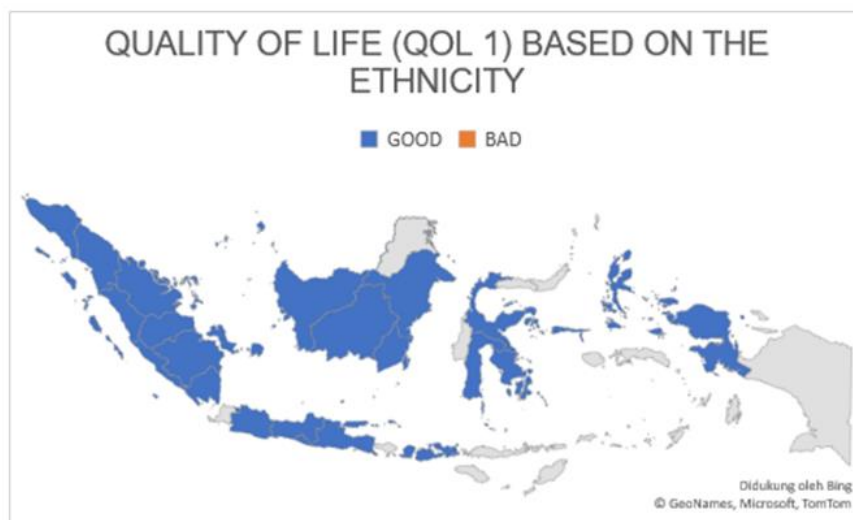 QUALITY OF LIFE (QOL 1) BASED ON THE
ETHNICITY
GOOD BAD
Didukung oleh Bing
© GeoNames, Microsoft, TomTom